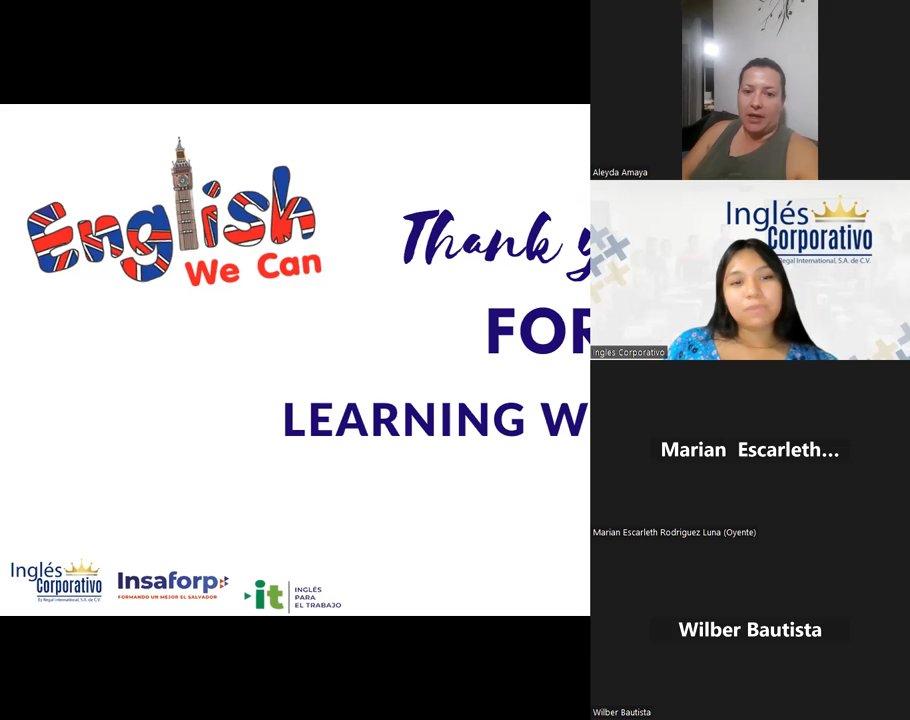 English
We Can
Thank y
FOR
LEARNING W
Inglés
Corporativo
By Regal International, S.A. de C.V.
Insaforp
FORMANDO UN MEJOR EL SALVADOR
it
INGLÉS
PARA
EL TRABAJO
Aleyda Amaya
Inglés
Corporativo
Regal International, S.A. de C.V.
Ingles Corporativo
Marian Escarleth...
Marian Escarleth Rodriguez Luna (Oyente)
Wilber Bautista
Wilber Bautista